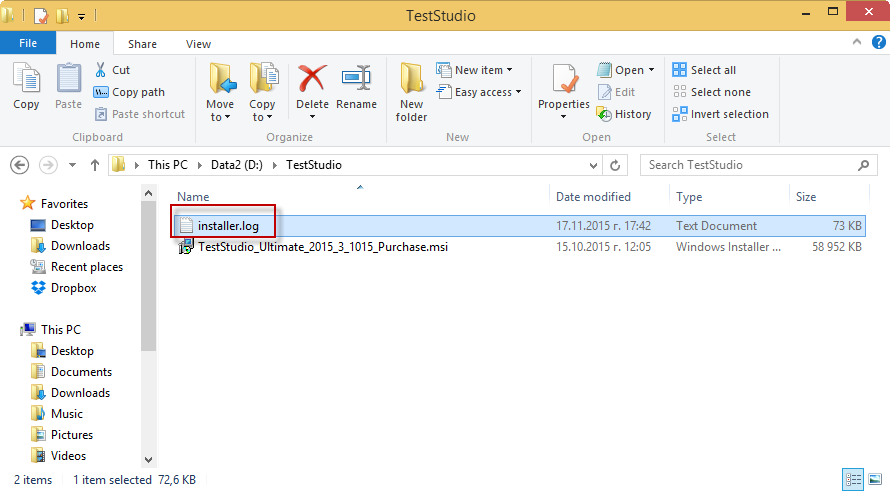 TestStudio
File Home Share View
Copy Paste Cut Copy path Paste shortcut
Move to Copy to Delete Rename
New folder New item Easy access
Properties Open Edit History
Select all Select none Invert selection
Clipboard Organize New Open Select
This PC Data2 (D:) TestStudio Search TestStudio
Name Date modified Type Size
installer.log 17.11.2015 г. 17:42 Text Document 73 KB
TestStudio_Ultimate_2015_3_1015_Purchase.msi 15.10.2015 г. 12:05 Windows Installer ... 58 952 KB
Favorites
Desktop
Downloads
Recent places
Dropbox
This PC
Desktop
Documents
Downloads
Music
Pictures
Videos
2 items 1 item selected 72,6 KB